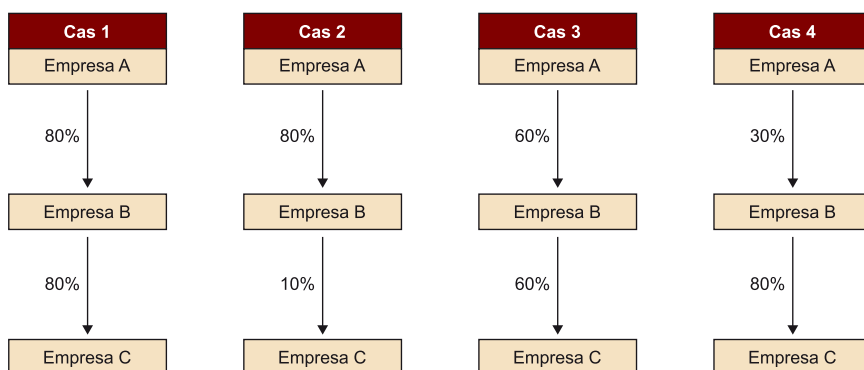 Cas 1
Cas 2
Cas 3
Cas 4
Empresa A
Empresa A
Empresa A
Empresa A
80%
80%
60%
30%
Empresa B
Empresa B
Empresa B
Empresa B
80%
10%
60%
80%
Empresa C
Empresa C
Empresa C
Empresa C